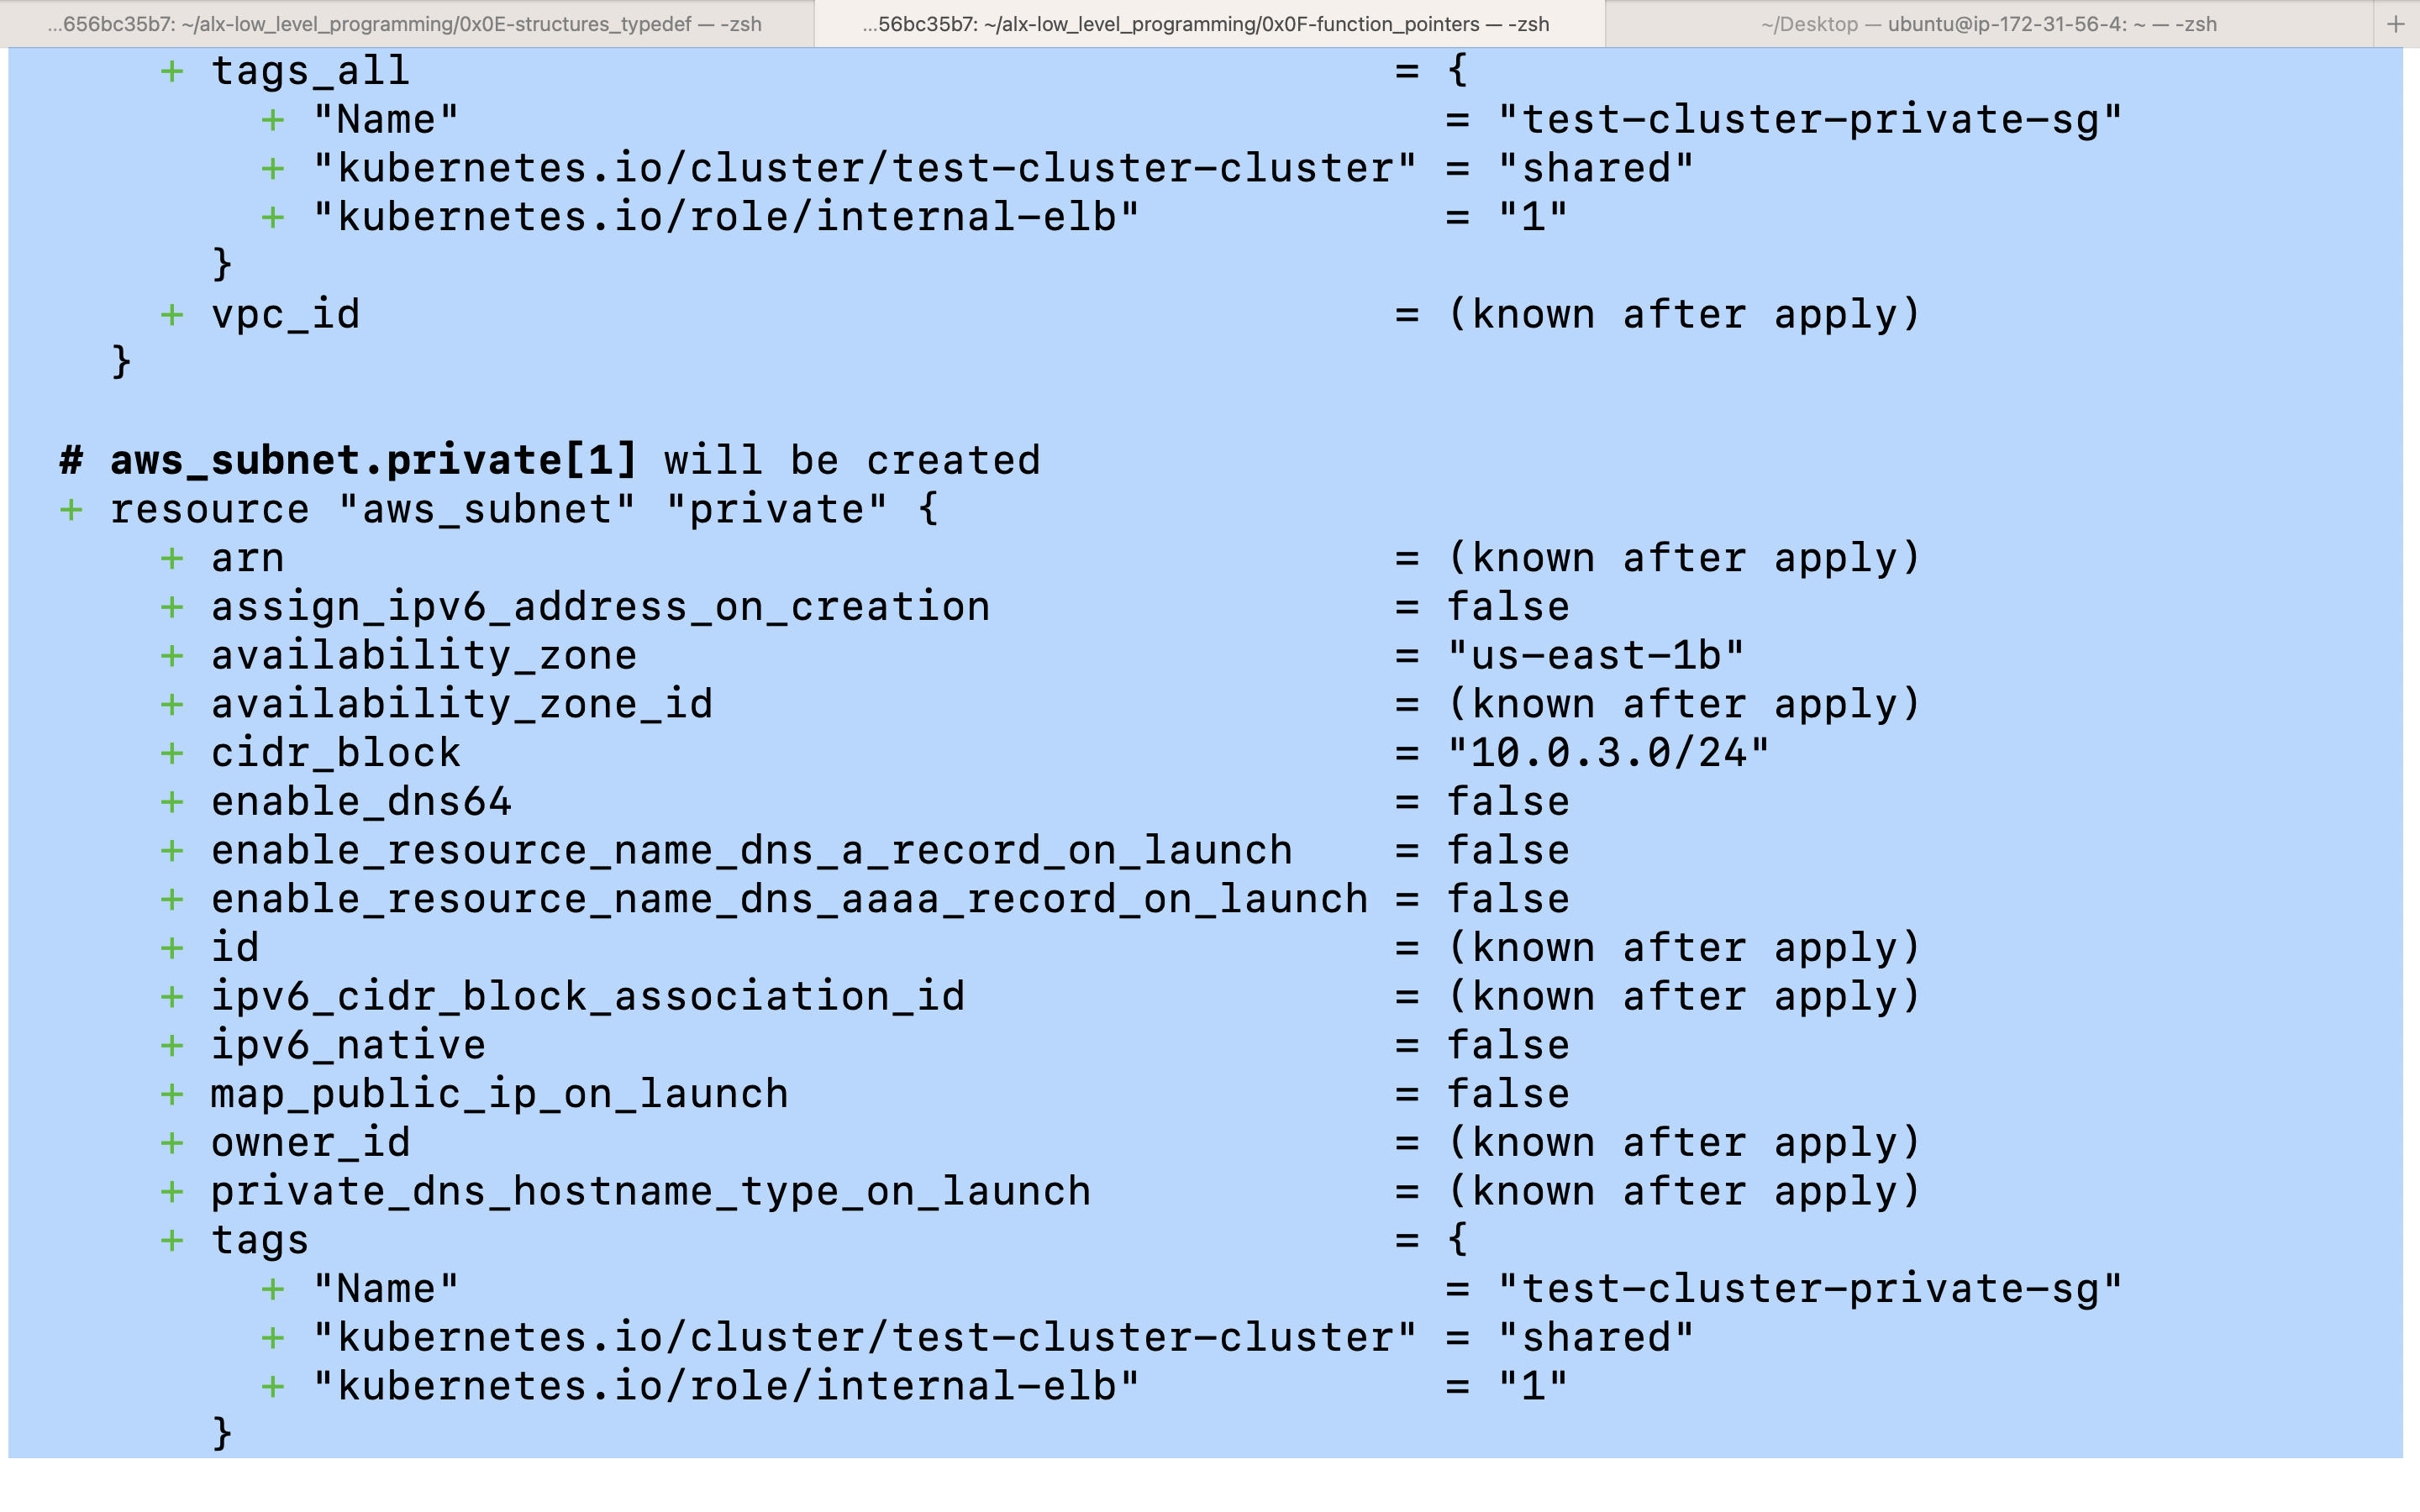 ...656bc35b7: ~/alx-low_level_programming/0x0E-structures_typedef — -zsh
...56bc35b7: ~/alx-low_level_programming/0x0F-function_pointers — -zsh
~/Desktop — ubuntu@ip-172-31-56-4: ~ — -zsh
+
+ tags_all = {
+ "Name" = "test-cluster-private-sg"
+ "kubernetes.io/cluster/test-cluster-cluster" = "shared"
+ "kubernetes.io/role/internal-elb" = "1"
}
+ vpc_id = (known after apply)
}
# aws_subnet.private[1] will be created
+ resource "aws_subnet" "private" {
+ arn = (known after apply)
+ assign_ipv6_address_on_creation = false
+ availability_zone = "us-east-1b"
+ availability_zone_id = (known after apply)
+ cidr_block = "10.0.3.0/24"
+ enable_dns64 = false
+ enable_resource_name_dns_a_record_on_launch = false
+ enable_resource_name_dns_aaaa_record_on_launch = false
+ id = (known after apply)
+ ipv6_cidr_block_association_id = (known after apply)
+ ipv6_native = false
+ map_public_ip_on_launch = false
+ owner_id = (known after apply)
+ private_dns_hostname_type_on_launch = (known after apply)
+ tags = {
+ "Name" = "test-cluster-private-sg"
+ "kubernetes.io/cluster/test-cluster-cluster" = "shared"
+ "kubernetes.io/role/internal-elb" = "1"
}